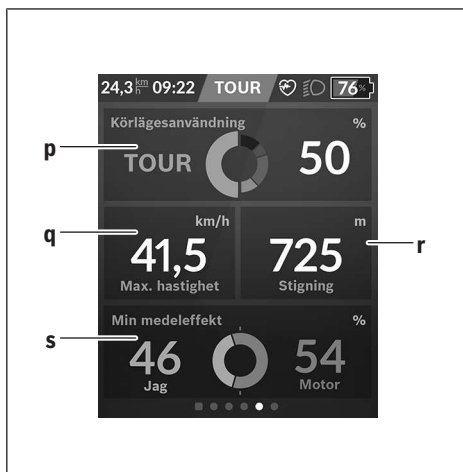 24,3 km/h 09:22 TOUR 76%
Körlägesanvändning %
p
TOUR 50
km/h m
q
41,5 725
r
Max. hastighet Stigning
Min medeleffekt %
s
46 54
Jag Motor